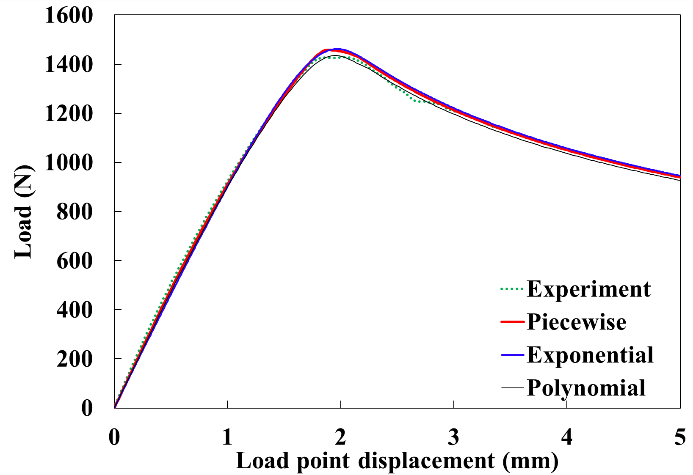 1600
1400
1200
1000
800
600
400
200
0
Load (N)
Experiment
Piecewise
Exponential
Polynomial
0 1 2 3 4 5
Load point displacement (mm)